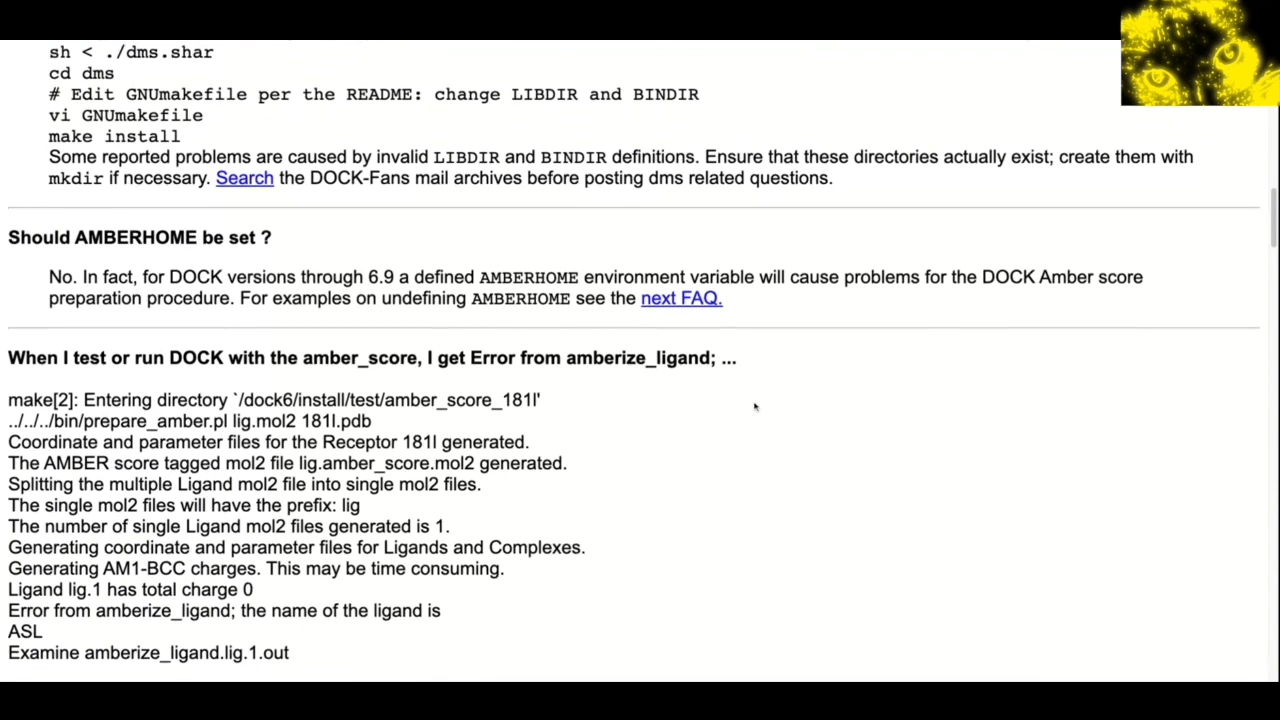 sh < ./dms.shar
cd dms
# Edit GNUmakefile per the README: change LIBDIR and BINDIR
vi GNUmakefile
make install
Some reported problems are caused by invalid LIBDIR and BINDIR definitions. Ensure that these directories actually exist; create them with
mkdir if necessary. Search the DOCK-Fans mail archives before posting dms related questions.
Should AMBERHOME be set ?
No. In fact, for DOCK versions through 6.9 a defined AMBERHOME environment variable will cause problems for the DOCK Amber score
preparation procedure. For examples on undefining AMBERHOME see the next FAQ.
When I test or run DOCK with the amber_score, I get Error from amberize_ligand; ...
make[2]: Entering directory `/dock6/install/test/amber_score_181l'
../../../bin/prepare_amber.pl lig.mol2 181l.pdb
Coordinate and parameter files for the Receptor 181l generated.
The AMBER score tagged mol2 file lig.amber_score.mol2 generated.
Splitting the multiple Ligand mol2 file into single mol2 files.
The single mol2 files will have the prefix: lig
The number of single Ligand mol2 files generated is 1.
Generating coordinate and parameter files for Ligands and Complexes.
Generating AM1-BCC charges. This may be time consuming.
Ligand lig.1 has total charge 0
Error from amberize_ligand; the name of the ligand is
ASL
Examine amberize_ligand.lig.1.out